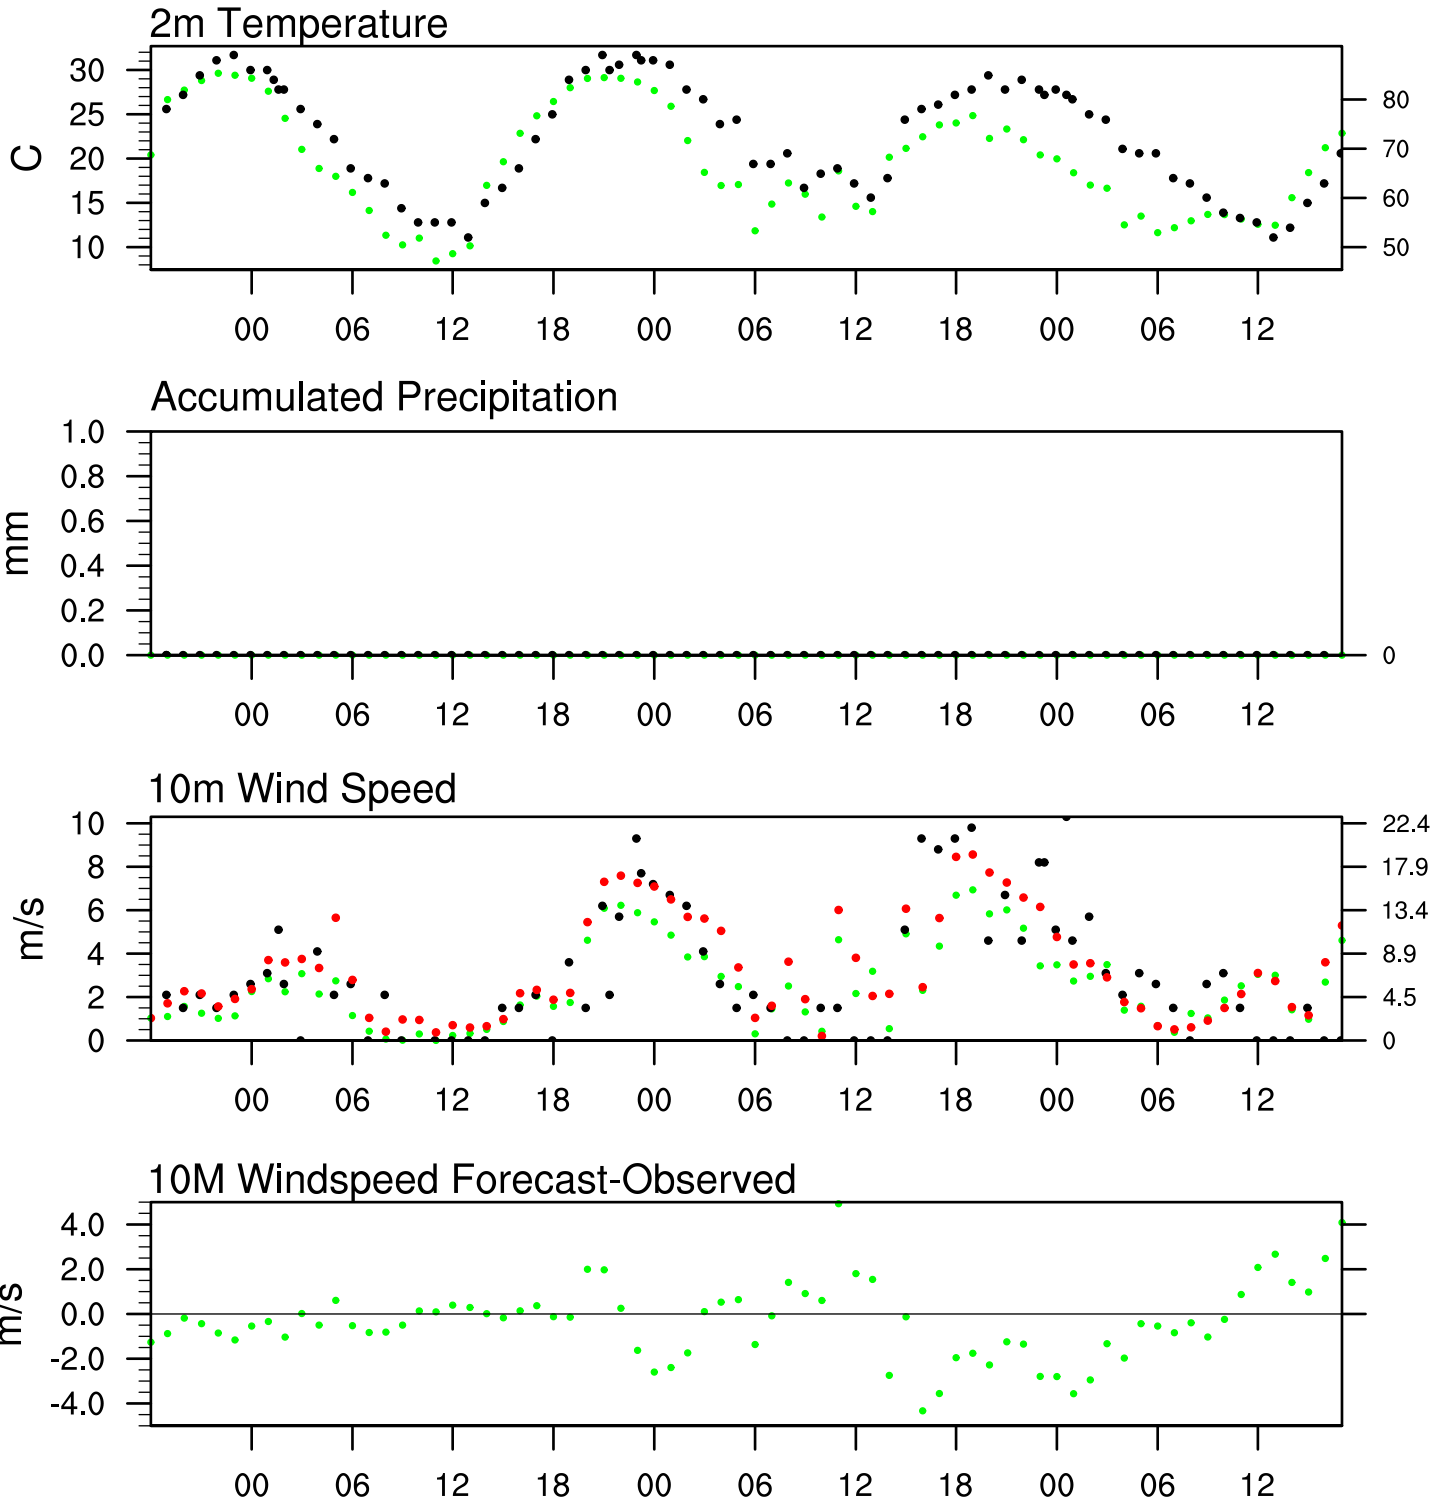 2m Temperature
30
25
20
15
10
C
80
70
60
50
00 06 12 18 00 06 12 18 00 06 12
Accumulated Precipitation
1.0
0.8
0.6
0.4
0.2
0.0
mm
0
00 06 12 18 00 06 12 18 00 06 12
10m Wind Speed
10
8
6
4
2
0
m/s
22.4
17.9
13.4
8.9
4.5
0
00 06 12 18 00 06 12 18 00 06 12
10M Windspeed Forecast-Observed
4.0
2.0
0.0
-2.0
-4.0
m/s
00 06 12 18 00 06 12 18 00 06 12